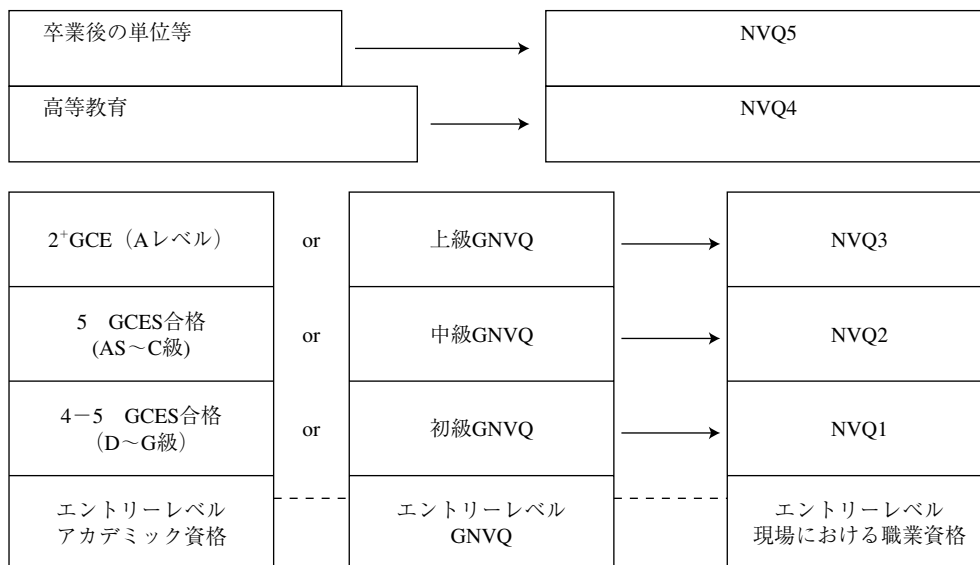 卒業後の単位等
NVQ5
高等教育
NVQ4
2⁺GCE（Aレベル）
or
上級GNVQ
NVQ3
5　GCES合格
(AS～C級)
or
中級GNVQ
NVQ2
4－5　GCES合格
（D～G級）
or
初級GNVQ
NVQ1
エントリーレベル
アカデミック資格
エントリーレベル
GNVQ
エントリーレベル
現場における職業資格